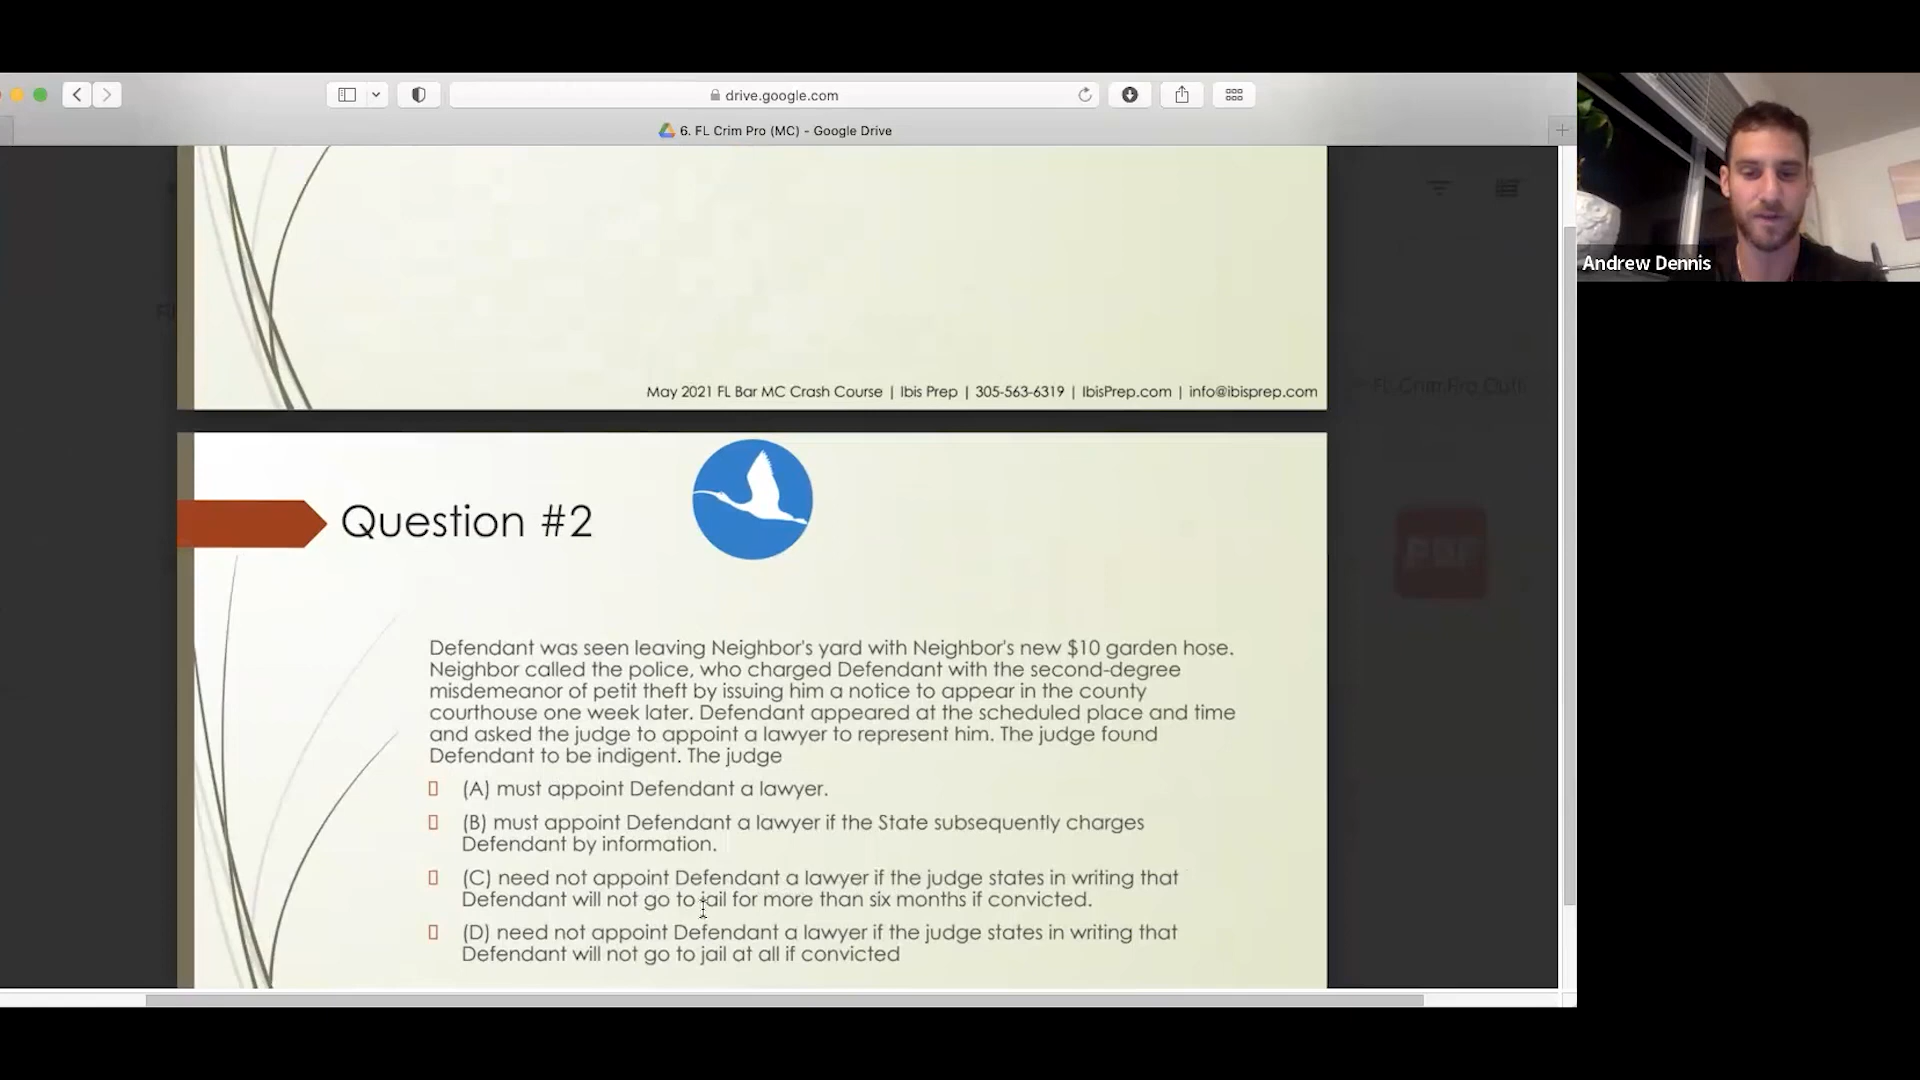 drive.google.com
6. FL Crim Pro (MC) - Google Drive
Andrew Dennis
May 2021 FL Bar MC Crash Course | Ibis Prep | 305-563-6319 | IbisPrep.com | info@ibisprep.com
Question #2
Defendant was seen leaving Neighbor's yard with Neighbor's new $10 garden hose.
Neighbor called the police, who charged Defendant with the second-degree
misdemeanor of petit theft by issuing him a notice to appear in the county
courthouse one week later. Defendant appeared at the scheduled place and time
and asked the judge to appoint a lawyer to represent him. The judge found
Defendant to be indigent. The judge
(A) must appoint Defendant a lawyer.
(B) must appoint Defendant a lawyer if the State subsequently charges
Defendant by information.
(C) need not appoint Defendant a lawyer if the judge states in writing that
Defendant will not go to jail for more than six months if convicted.
(D) need not appoint Defendant a lawyer if the judge states in writing that
Defendant will not go to jail at all if convicted
PDF